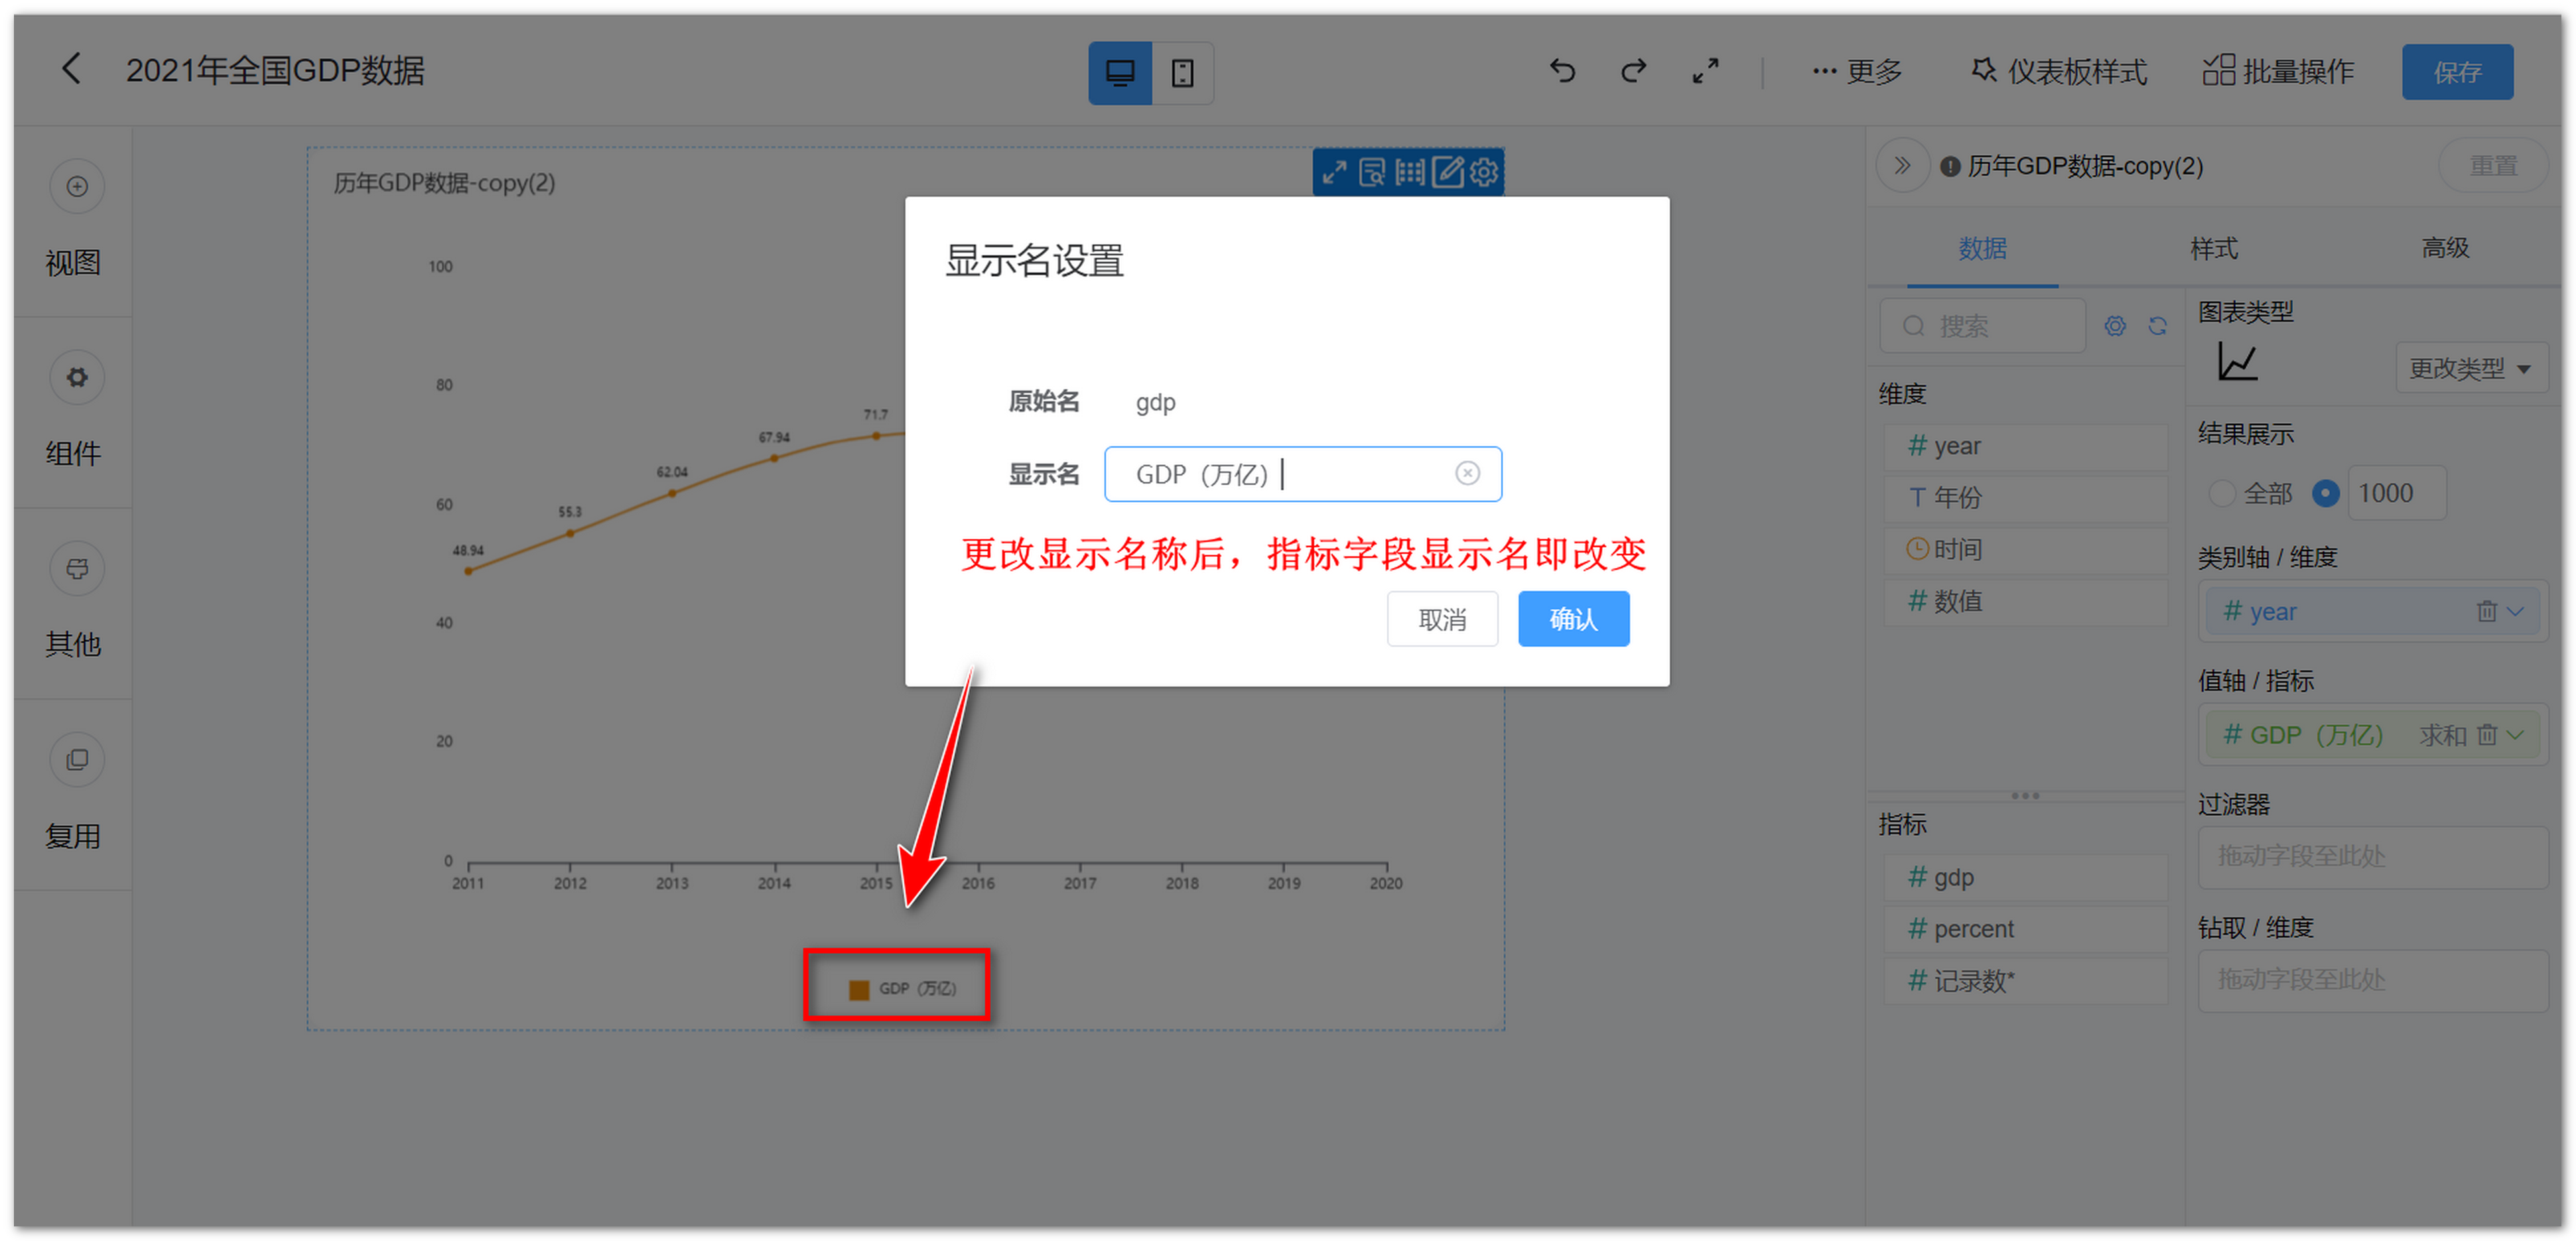 2021年全国GDP数据
更多
仪表板样式
批量操作
保存
视图
组件
其他
复用
历年GDP数据-copy(2)
100
80
60
40
20
0
48.94
55.3
62.04
67.94
71.7
2011 2012 2013 2014 2015 2016 2017 2018 2019 2020
GDP（万亿）
显示名设置
原始名 gdp
显示名 GDP（万亿）
更改显示名称后，指标字段显示名即改变
取消 确认
历年GDP数据-copy(2)
重置
数据 样式 高级
搜索
维度
# year
T 年份
时间
# 数值
指标
# gdp
# percent
# 记录数*
图表类型
更改类型
结果展示
全部 1000
类别轴 / 维度
# year
值轴 / 指标
# GDP（万亿） 求和
过滤器
拖动字段至此处
钻取 / 维度
拖动字段至此处